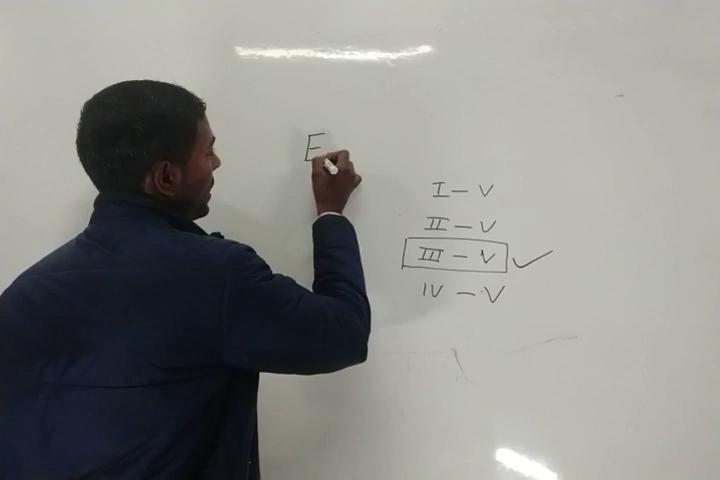 E
I – V
II – V
III – V ✓
IV – V